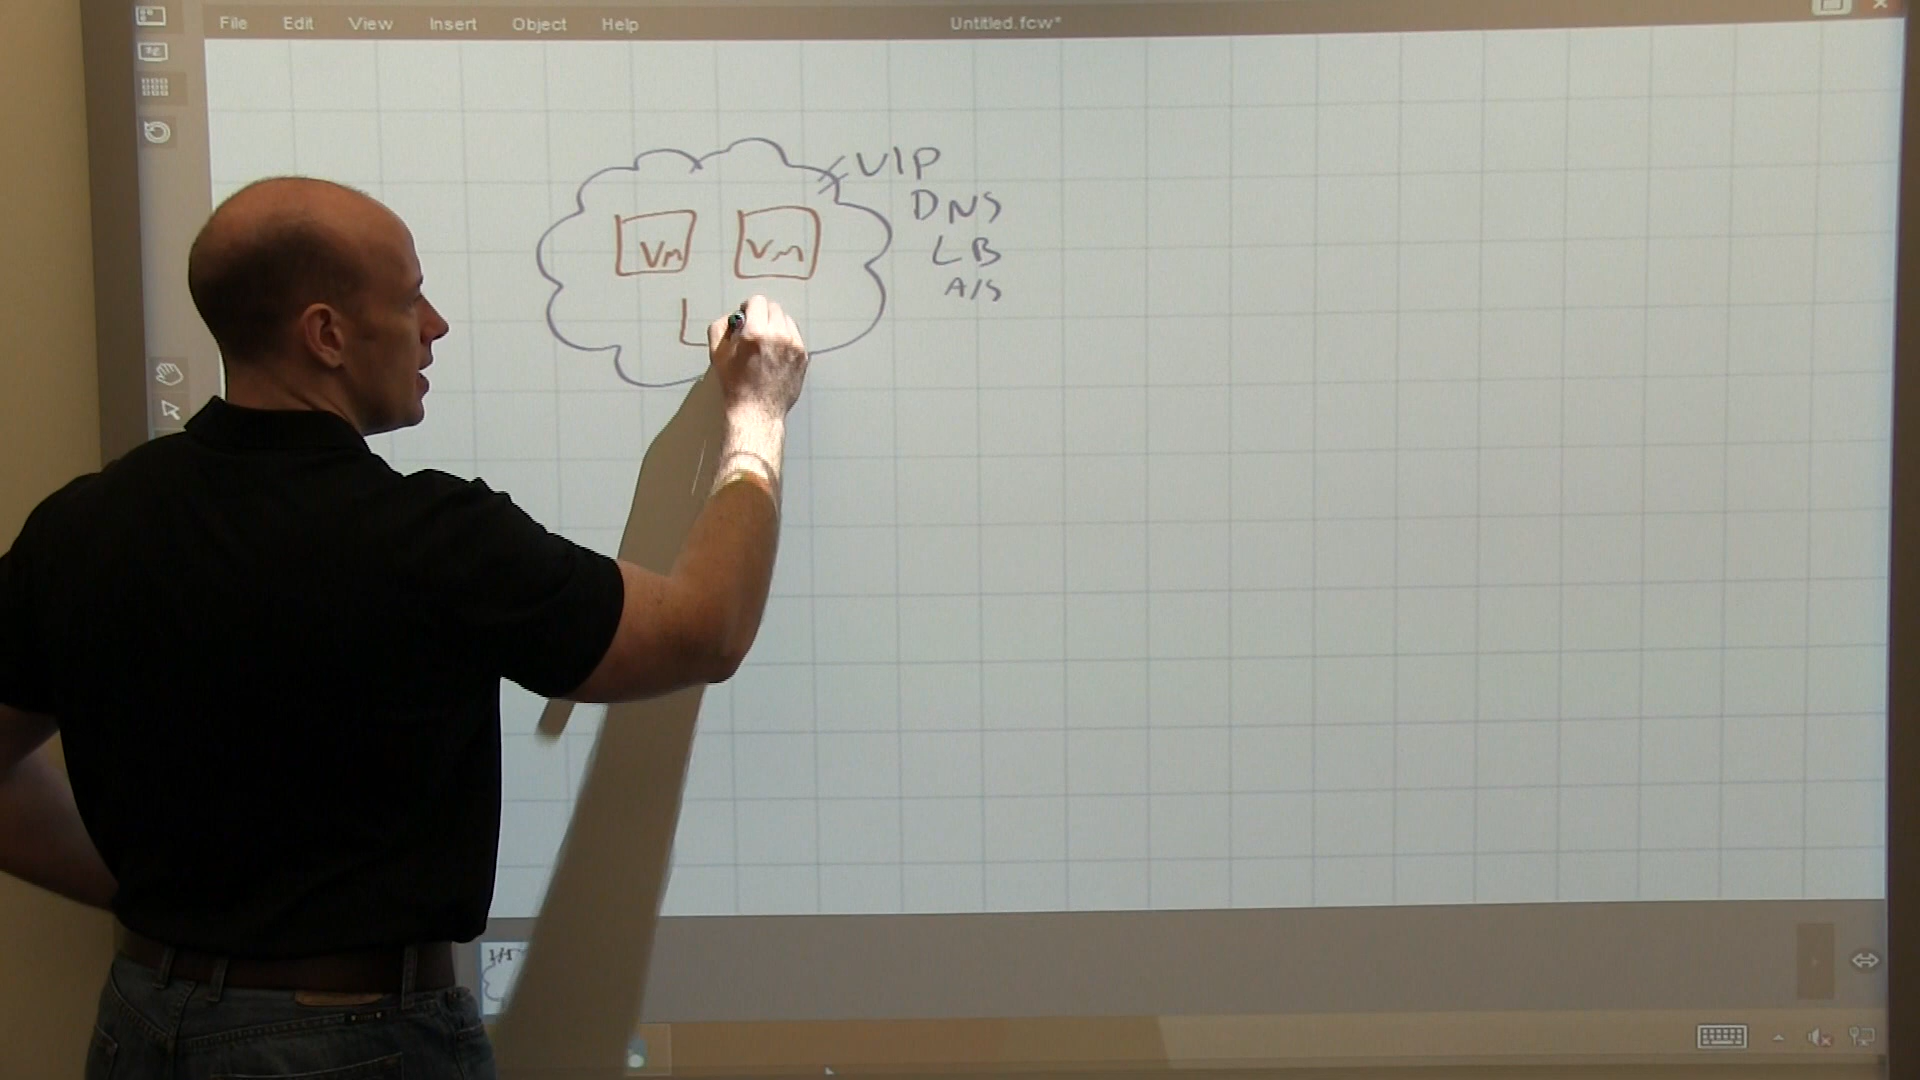 File Edit View Insert Object Help Untitled.fcw*
VIP
DNS
LB
A/S
Vm Vm